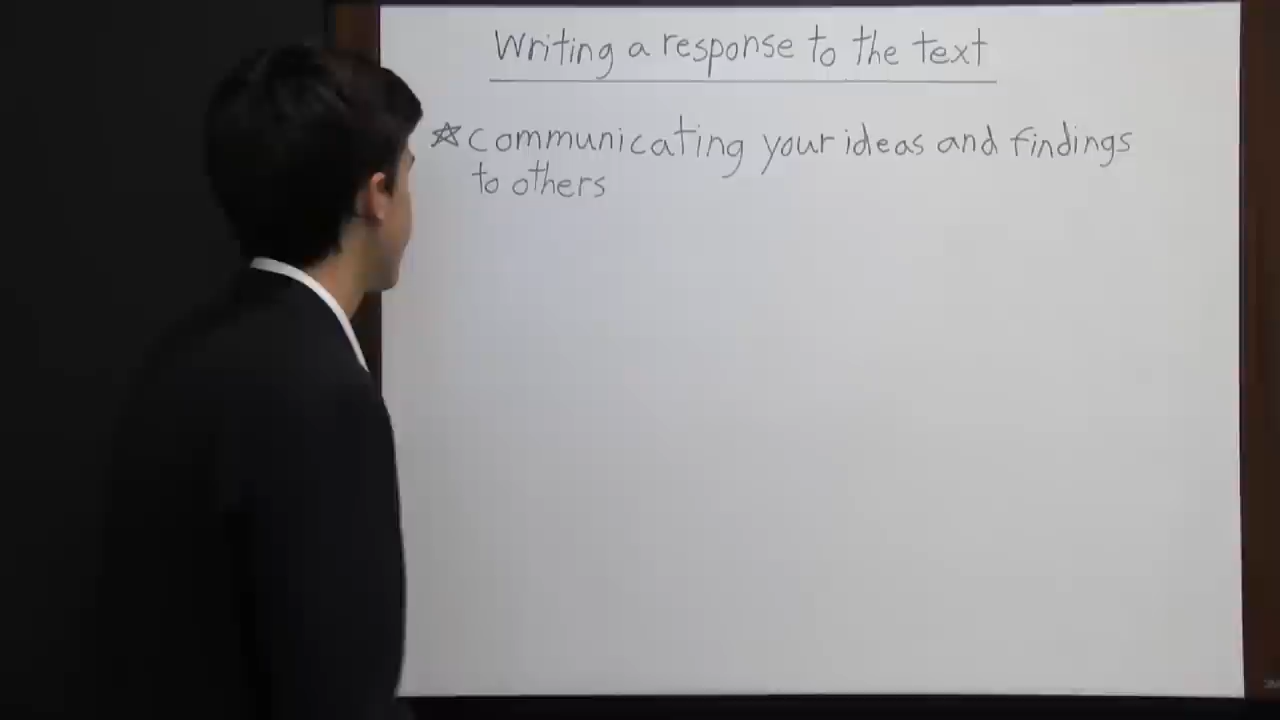 Writing a response to the text
☆ communicating your ideas and findings
to others